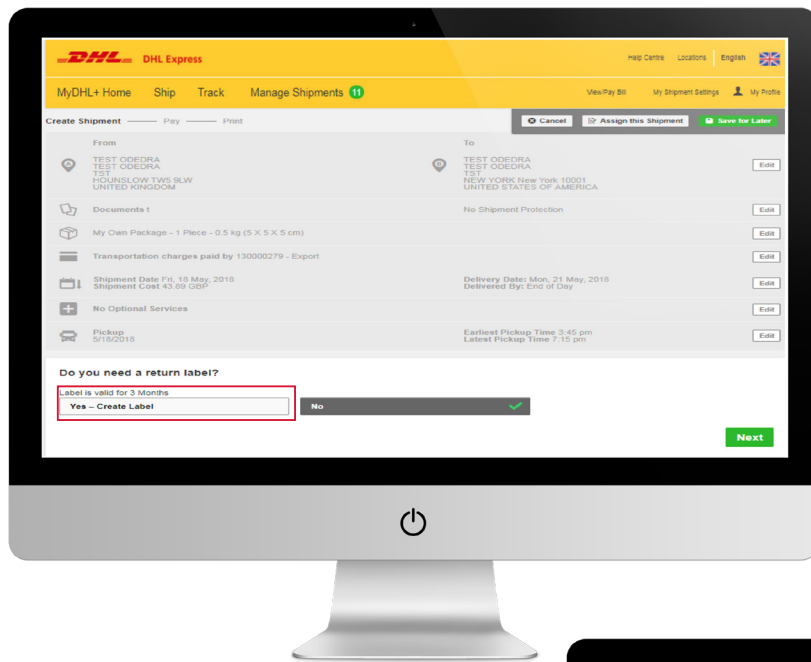 DHL DHL Express
Help Centre Locations English
MyDHL+ Home Ship Track Manage Shipments 11
View/Pay Bill My Shipment Settings My Profile
Create Shipment Pay Print
Cancel Assign this Shipment Save for Later
From
TEST ODEDRA
TEST ODEDRA
TST
HOUNSLOW TW5 9LW
UNITED KINGDOM
To
TEST ODEDRA
TEST ODEDRA
TST
NEW YORK New York 10001
UNITED STATES OF AMERICA
Edit
Documents t
No Shipment Protection
Edit
My Own Package - 1 Piece - 0.5 kg (5 X 5 X 5 cm)
Edit
Transportation charges paid by 130000279 - Export
Edit
Shipment Date Fri, 18 May, 2018
Shipment Cost 43.89 GBP
Delivery Date: Mon, 21 May, 2018
Delivered By: End of Day
Edit
No Optional Services
Edit
Pickup
5/18/2018
Earliest Pickup Time 3:45 pm
Latest Pickup Time 7:15 pm
Edit
Do you need a return label?
Label is valid for 3 Months
Yes – Create Label
No
Next